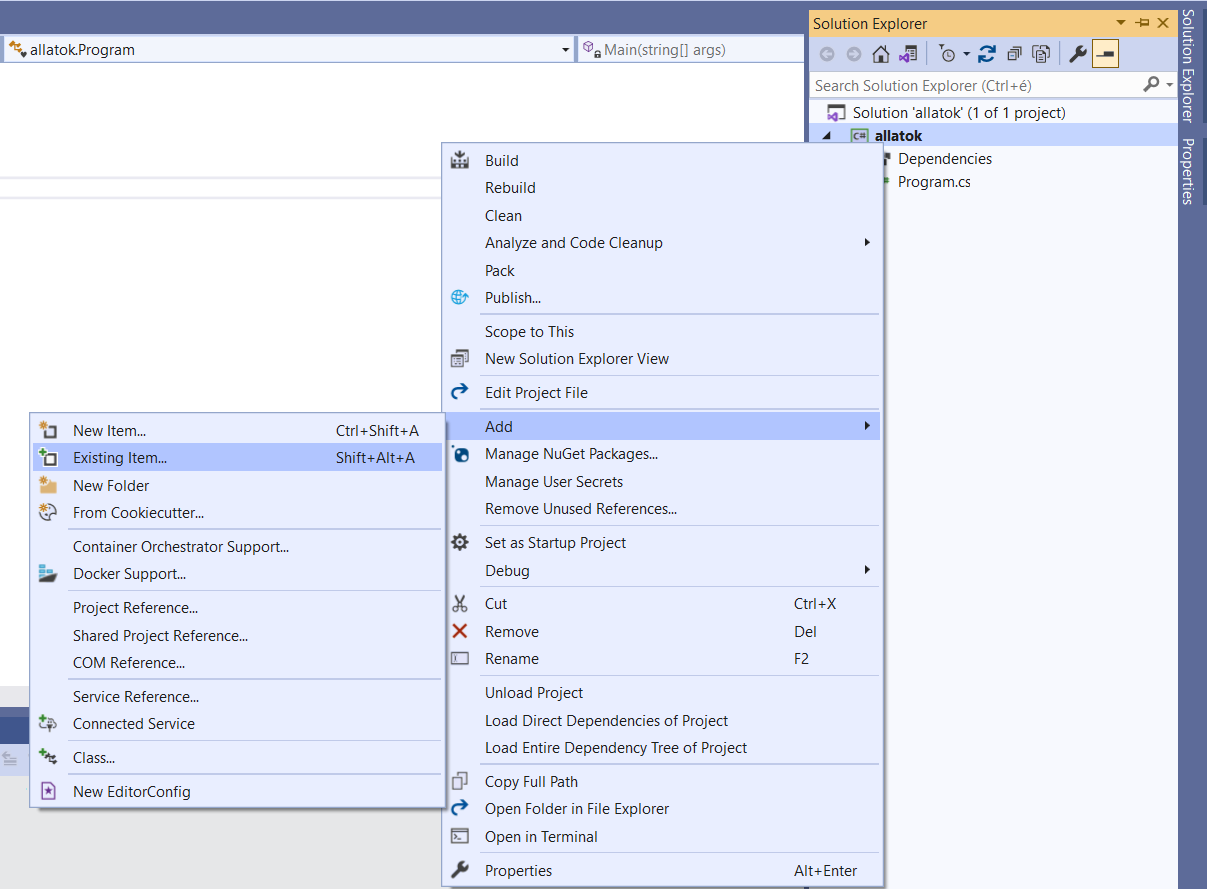 allatok.Program
Main(string[] args)
Solution Explorer
Search Solution Explorer (Ctrl+é)
Solution 'allatok' (1 of 1 project)
C# allatok
Dependencies
Program.cs
Solution Explorer
Properties
Build
Rebuild
Clean
Analyze and Code Cleanup
Pack
Publish...
Scope to This
New Solution Explorer View
Edit Project File
Add
Manage NuGet Packages...
Manage User Secrets
Remove Unused References...
Set as Startup Project
Debug
Cut Ctrl+X
Remove Del
Rename F2
Unload Project
Load Direct Dependencies of Project
Load Entire Dependency Tree of Project
Copy Full Path
Open Folder in File Explorer
Open in Terminal
Properties Alt+Enter
New Item... Ctrl+Shift+A
Existing Item... Shift+Alt+A
New Folder
From Cookiecutter...
Container Orchestrator Support...
Docker Support...
Project Reference...
Shared Project Reference...
COM Reference...
Service Reference...
Connected Service
Class...
New EditorConfig